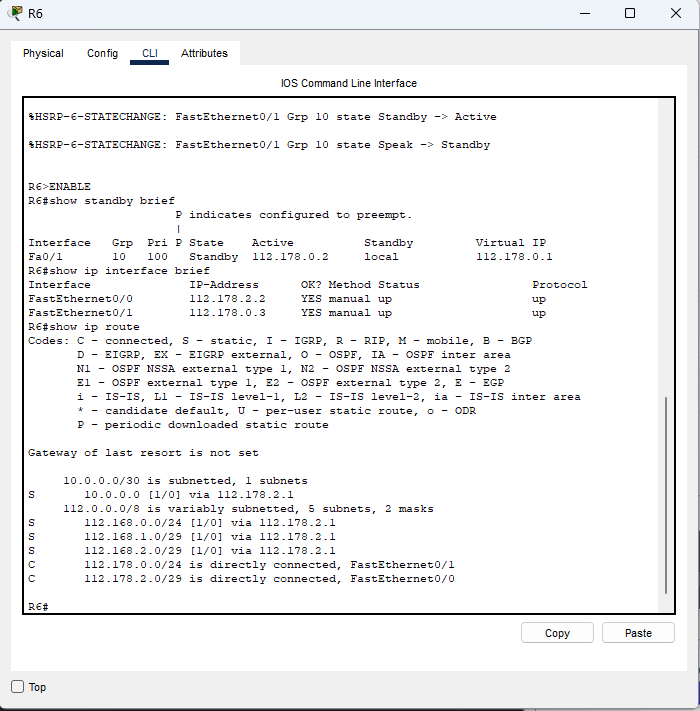 R6
Physical Config CLI Attributes
IOS Command Line Interface
%HSRP-6-STATECHANGE: FastEthernet0/1 Grp 10 state Standby -> Active
%HSRP-6-STATECHANGE: FastEthernet0/1 Grp 10 state Speak -> Standby
R6>ENABLE
R6#show standby brief
                     P indicates configured to preempt.
                     |
Interface   Grp  Pri P State    Active          Standby         Virtual IP
Fa0/1       10   100   Standby  112.178.0.2     local           112.178.0.1
R6#show ip interface brief
Interface              IP-Address      OK? Method Status                Protocol
FastEthernet0/0        112.178.2.2     YES manual up                    up
FastEthernet0/1        112.178.0.3     YES manual up                    up
R6#show ip route
Codes: C - connected, S - static, I - IGRP, R - RIP, M - mobile, B - BGP
       D - EIGRP, EX - EIGRP external, O - OSPF, IA - OSPF inter area
       N1 - OSPF NSSA external type 1, N2 - OSPF NSSA external type 2
       E1 - OSPF external type 1, E2 - OSPF external type 2, E - EGP
       i - IS-IS, L1 - IS-IS level-1, L2 - IS-IS level-2, ia - IS-IS inter area
       * - candidate default, U - per-user static route, o - ODR
       P - periodic downloaded static route
Gateway of last resort is not set
     10.0.0.0/30 is subnetted, 1 subnets
S       10.0.0.0 [1/0] via 112.178.2.1
     112.0.0.0/8 is variably subnetted, 5 subnets, 2 masks
S       112.168.0.0/24 [1/0] via 112.178.2.1
S       112.168.1.0/29 [1/0] via 112.178.2.1
S       112.168.2.0/29 [1/0] via 112.178.2.1
C       112.178.0.0/24 is directly connected, FastEthernet0/1
C       112.178.2.0/29 is directly connected, FastEthernet0/0
R6#
Copy Paste
Top